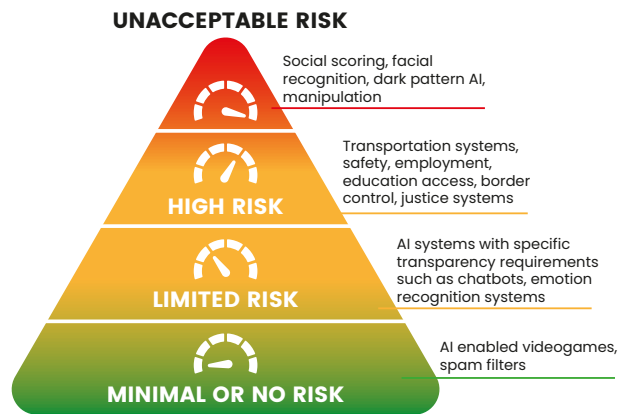 UNACCEPTABLE RISK
Social scoring, facial
recognition, dark pattern AI,
manipulation
Transportation systems,
safety, employment,
education access, border
control, justice systems
HIGH RISK
AI systems with specific
transparency requirements
such as chatbots, emotion
recognition systems
LIMITED RISK
AI enabled videogames,
spam filters
MINIMAL OR NO RISK